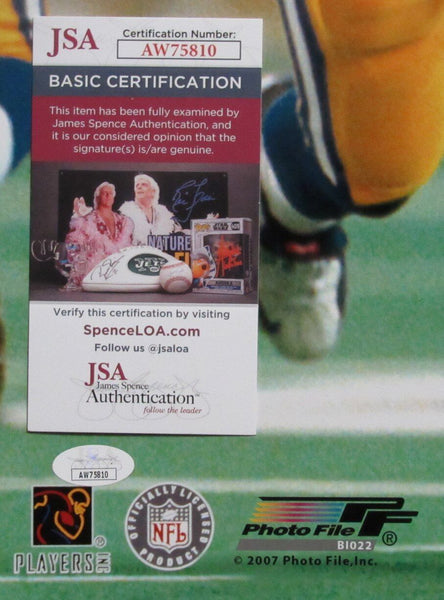 JSA
Certification Number:
AW75810
BASIC CERTIFICATION
This item has been fully examined by
James Spence Authentication, and
it is our considered opinion that the
signature(s) is/are genuine.
NATURE
JETS
Verify this certification by visiting
SpenceLOA.com
Follow us @jsaloa
JSA
James Spence
Authentication
follow the leader
AW75810
PLAYERS INC
OFFICIALLY LICENSED
NFL
PRODUCT
Photo File PF®
BI022
© 2007 Photo File, Inc.